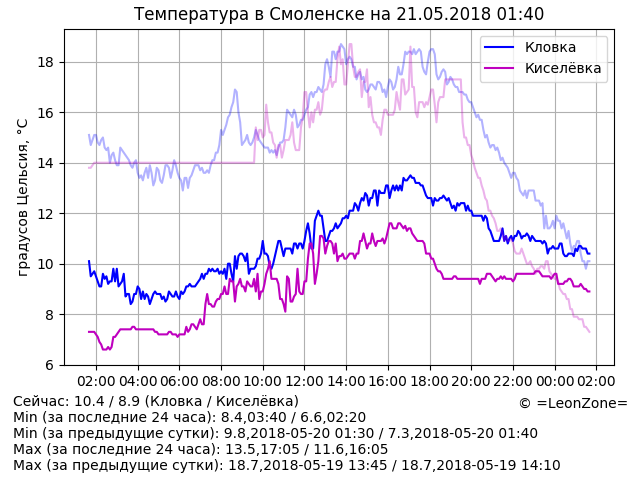 Температура в Смоленске на 21.05.2018 01:40
Кловка
Киселёвка
градусов Цельсия, °C
18
16
14
12
10
8
6
02:00 04:00 06:00 08:00 10:00 12:00 14:00 16:00 18:00 20:00 22:00 00:00 02:00
Сейчас: 10.4 / 8.9 (Кловка / Киселёвка)
© =LeonZone=
Min (за последние 24 часа): 8.4,03:40 / 6.6,02:20
Min (за предыдущие сутки): 9.8,2018-05-20 01:30 / 7.3,2018-05-20 01:40
Max (за последние 24 часа): 13.5,17:05 / 11.6,16:05
Max (за предыдущие сутки): 18.7,2018-05-19 13:45 / 18.7,2018-05-19 14:10